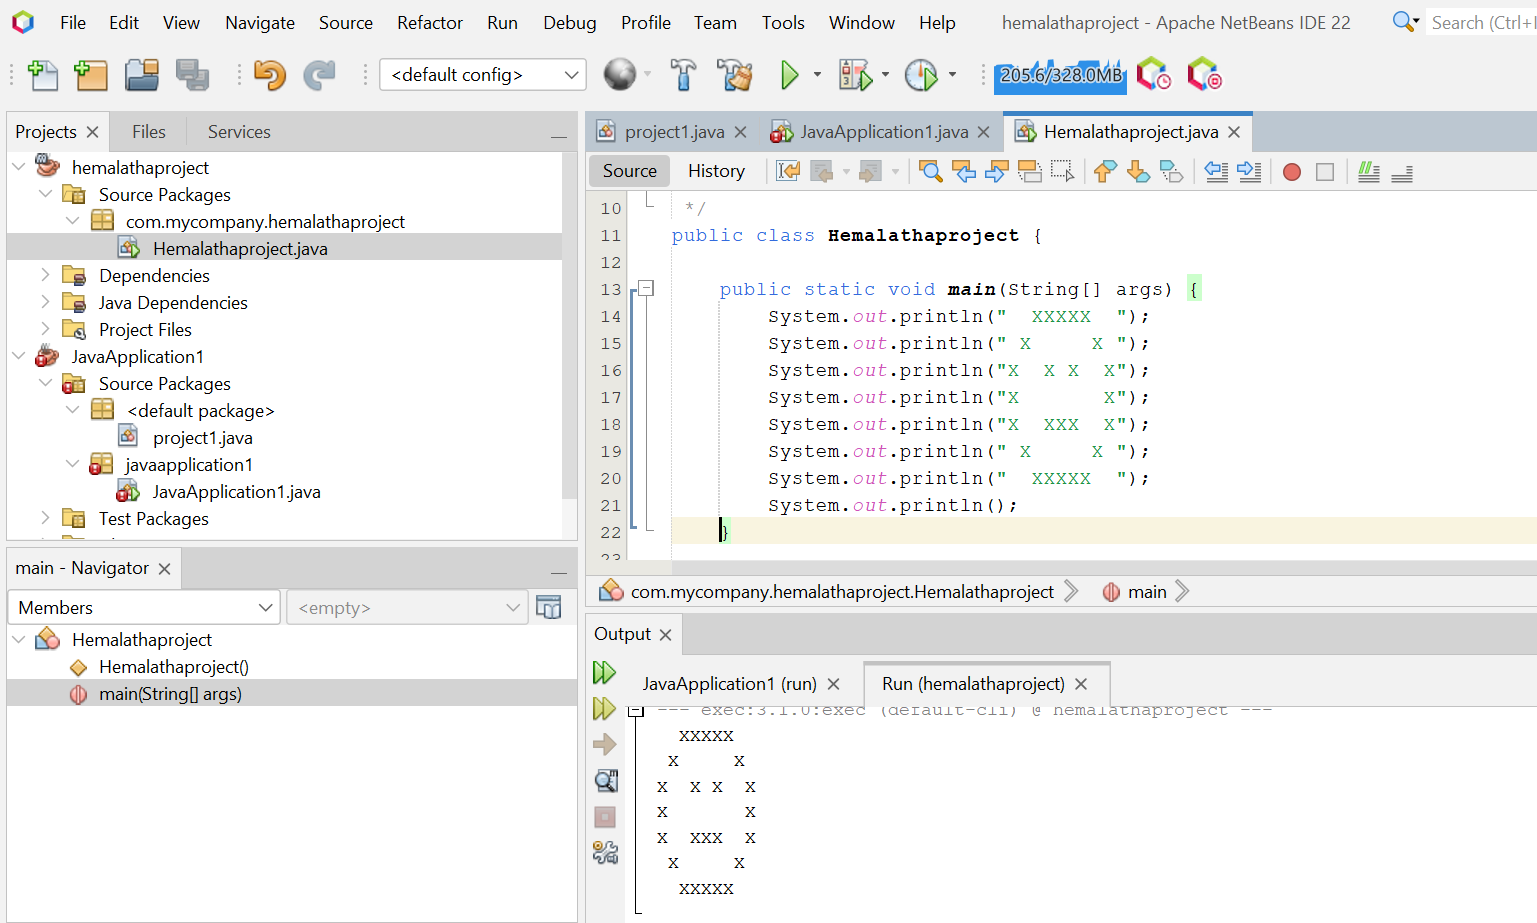 File Edit View Navigate Source Refactor Run Debug Profile Team Tools Window Help hemalathaproject - Apache NetBeans IDE 22 Search (Ctrl+I
<default config> 205.6/328.0MB
Projects Files Services
hemalathaproject
Source Packages
com.mycompany.hemalathaproject
Hemalathaproject.java
Dependencies
Java Dependencies
Project Files
JavaApplication1
Source Packages
<default package>
project1.java
javaapplication1
JavaApplication1.java
Test Packages
main - Navigator
Members <empty>
Hemalathaproject
Hemalathaproject()
main(String[] args)
project1.java JavaApplication1.java Hemalathaproject.java
Source History
10 */
11 public class Hemalathaproject {
12
13 public static void main(String[] args) {
14 System.out.println("  XXXXX  ");
15 System.out.println(" X     X ");
16 System.out.println("X  X X  X");
17 System.out.println("X       X");
18 System.out.println("X  XXX  X");
19 System.out.println(" X     X ");
20 System.out.println("  XXXXX  ");
21 System.out.println();
22 }
23
com.mycompany.hemalathaproject.Hemalathaproject main
Output
JavaApplication1 (run) Run (hemalathaproject)
--- exec:3.1.0:exec (default-cli) @ hemalathaproject ---
  XXXXX
 X     X
X  X X  X
X       X
X  XXX  X
 X     X
  XXXXX